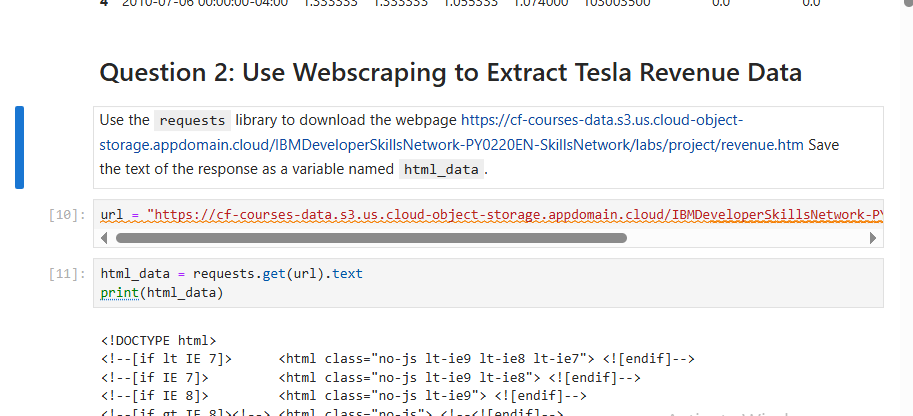 4 2010-07-06 00:00:00-04:00 1.333333 1.333333 1.055333 1.074000 103003500 0.0 0.0
Question 2: Use Webscraping to Extract Tesla Revenue Data
Use the requests library to download the webpage https://cf-courses-data.s3.us.cloud-object-
storage.appdomain.cloud/IBMDeveloperSkillsNetwork-PY0220EN-SkillsNetwork/labs/project/revenue.htm Save
the text of the response as a variable named html_data .
[10]: url = "https://cf-courses-data.s3.us.cloud-object-storage.appdomain.cloud/IBMDeveloperSkillsNetwork-PY
[11]: html_data = requests.get(url).text
print(html_data)
<!DOCTYPE html>
<!--[if lt IE 7]> <html class="no-js lt-ie9 lt-ie8 lt-ie7"> <![endif]-->
<!--[if IE 7]> <html class="no-js lt-ie9 lt-ie8"> <![endif]-->
<!--[if IE 8]> <html class="no-js lt-ie9"> <![endif]-->
<!--[if gt IE 8]><!--> <html class="no-js"> <!--<![endif]-->